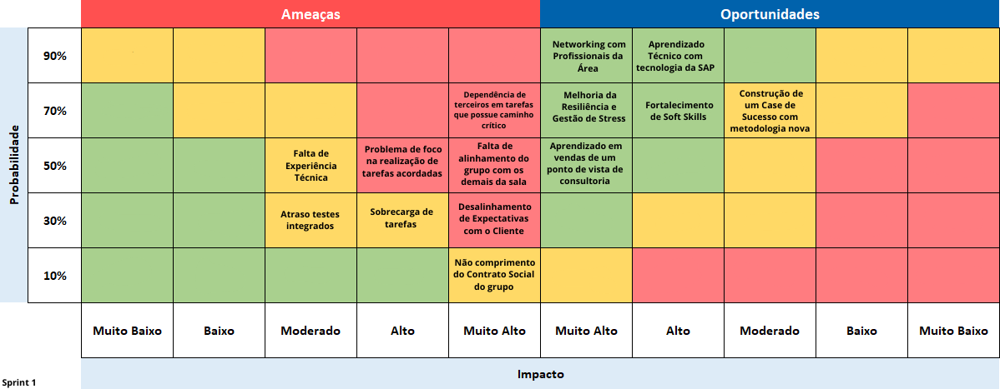 Ameaças
Oportunidades
Probabilidade
90%
Networking com
Profissionais da
Área
Aprendizado
Técnico com
tecnologia da SAP
70%
Dependência de
terceiros em tarefas
que possue caminho
crítico
Melhoria da
Resiliência e
Gestão de Stress
Fortalecimento
de Soft Skills
Construção de
um Case de
Sucesso com
metodologia nova
50%
Falta de
Experiência
Técnica
Problema de foco
na realização de
tarefas acordadas
Falta de
alinhamento do
grupo com os
demais da sala
Aprendizado em
vendas de um
ponto de vista de
consultoria
30%
Atraso testes
integrados
Sobrecarga de
tarefas
Desalinhamento
de Expectativas
com o Cliente
10%
Não comprimento
do Contrato Social
do grupo
Muito Baixo
Baixo
Moderado
Alto
Muito Alto
Muito Alto
Alto
Moderado
Baixo
Muito Baixo
Impacto
Sprint 1